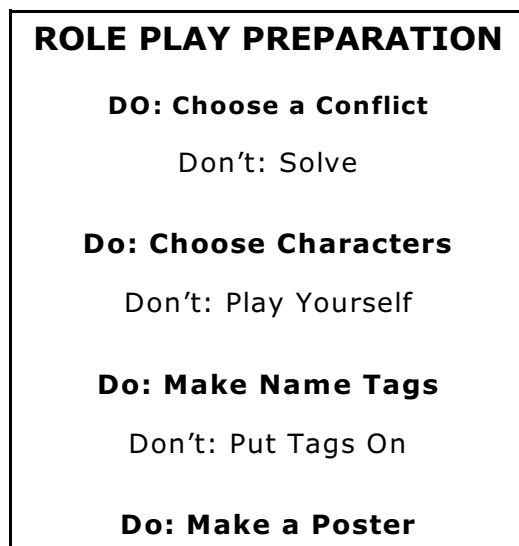 ROLE PLAY PREPARATION
DO: Choose a Conflict
Don’t: Solve
Do: Choose Characters
Don’t: Play Yourself
Do: Make Name Tags
Don’t: Put Tags On
Do: Make a Poster